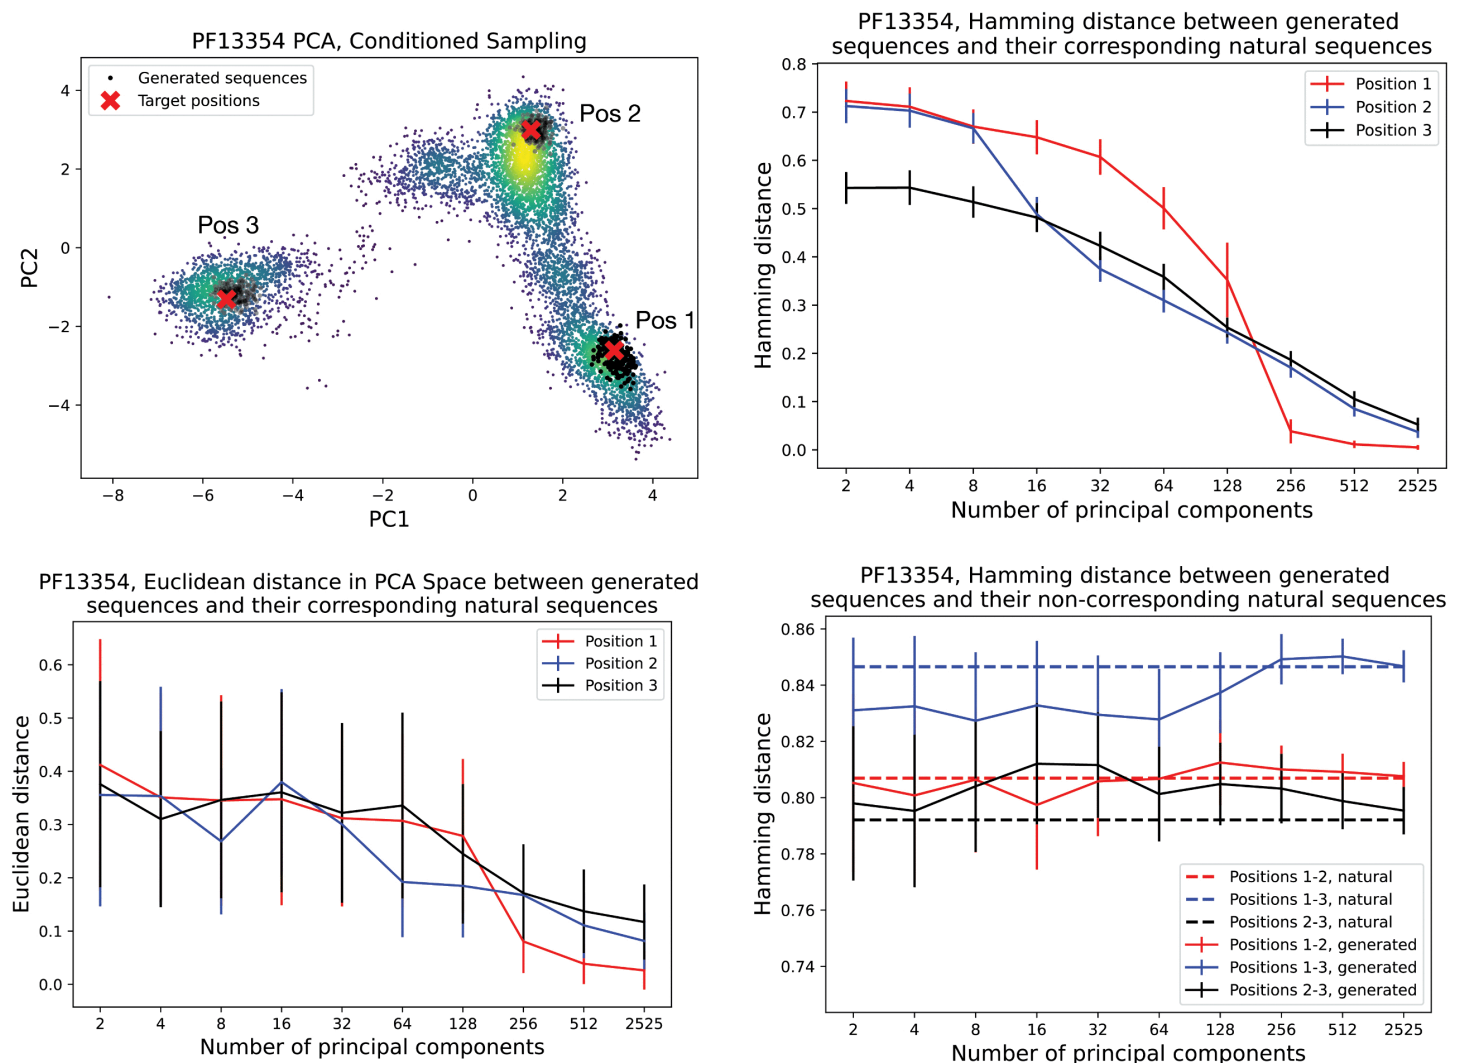 PF13354 PCA, Conditioned Sampling
Generated sequences
Target positions
Pos 2
Pos 3
Pos 1
4
2
0
−2
−4
PC2
−8
−6
−4
−2
0
2
4
PC1
PF13354, Hamming distance between generated
sequences and their corresponding natural sequences
Position 1
Position 2
Position 3
0.8
0.7
0.6
0.5
0.4
0.3
0.2
0.1
0.0
Hamming distance
2
4
8
16
32
64
128
256
512
2525
Number of principal components
PF13354, Euclidean distance in PCA Space between generated
sequences and their corresponding natural sequences
Position 1
Position 2
Position 3
0.6
0.5
0.4
0.3
0.2
0.1
0.0
Euclidean distance
2
4
8
16
32
64
128
256
512
2525
Number of principal components
PF13354, Hamming distance between generated
sequences and their non-corresponding natural sequences
0.86
0.84
0.82
0.80
0.78
0.76
0.74
Hamming distance
Positions 1-2, natural
Positions 1-3, natural
Positions 2-3, natural
Positions 1-2, generated
Positions 1-3, generated
Positions 2-3, generated
2
4
8
16
32
64
128
256
512
2525
Number of principal components